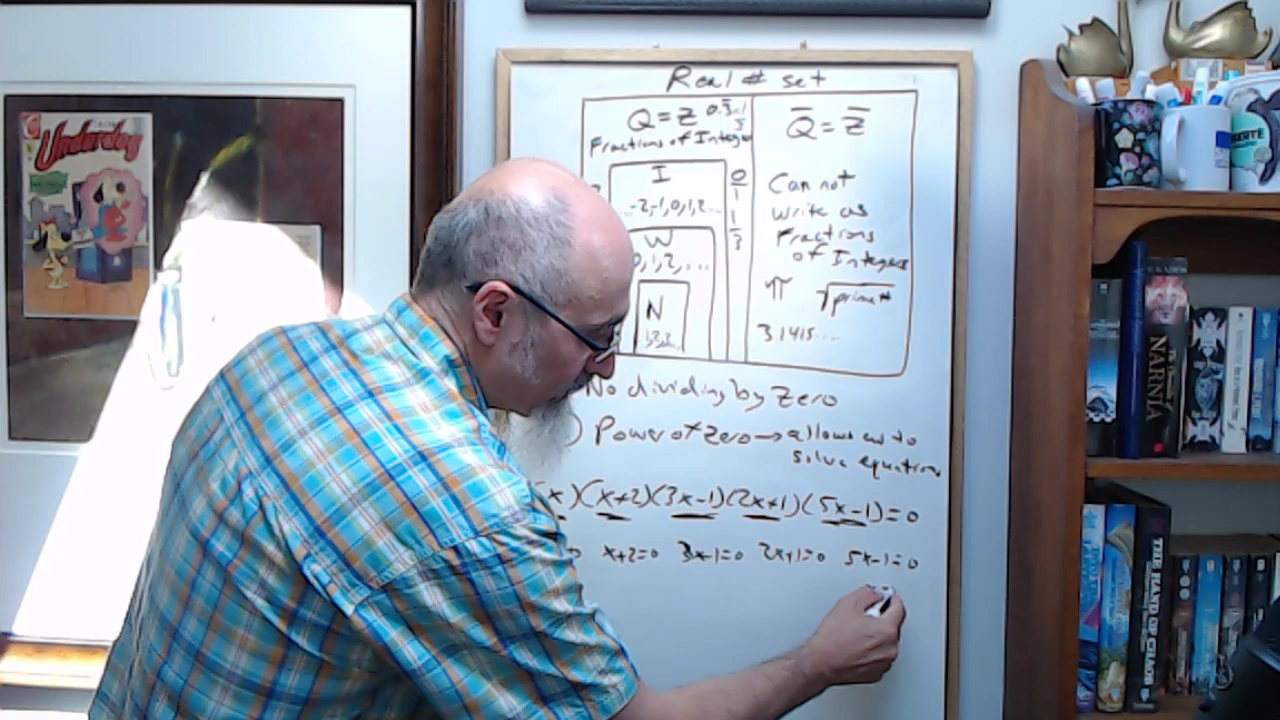 Underdog
Real # set
Q = Z 0.3̅ = 1/3
Fractions of Integer
I
...-2,-1,0,1,2...
W
0,1,2,...
N
1,2,3...
0/1
1/3
Q̅ = Z̅
Can not
Write as
Fractions
of Integers
π √prime#
3.1415...
No dividing by Zero
) Power of Zero → allows us to
solve equations
x)(x+2)(3x-1)(2x+1)(5x-1)=0
x+2=0 3x-1=0 2x+1=0 5x-1=0
NARNIA
THE HAND OF CHAOS